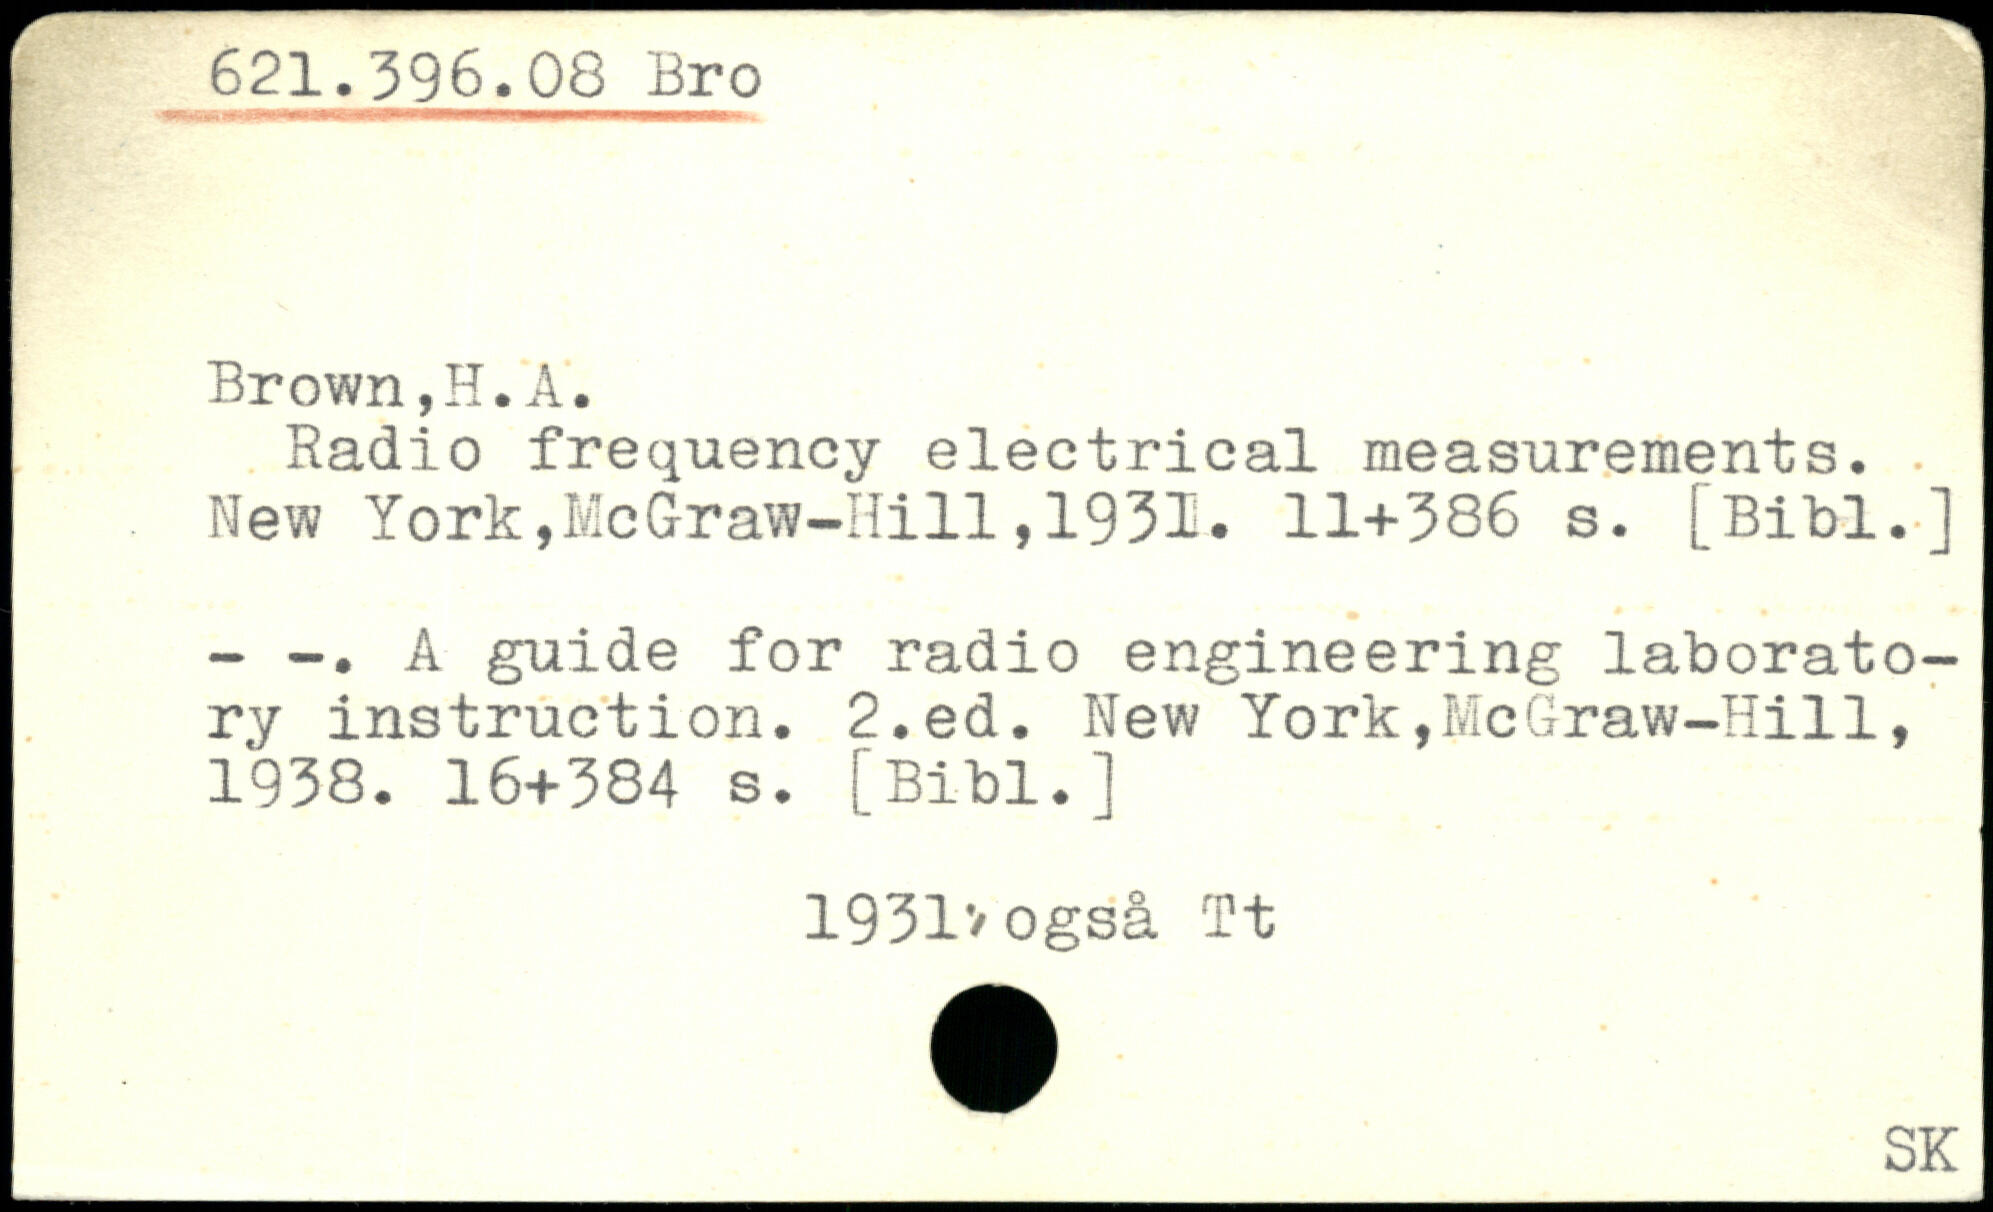 621.396.08 Bro
Brown,H.A.
Radio frequency electrical measurements.
New York,McGraw-Hill,1931. 11+386 s. [Bibl.]
- -. A guide for radio engineering laborato-
ry instruction. 2.ed. New York,McGraw-Hill,
1938. 16+384 s. [Bibl.]
1931, også Tt
SK